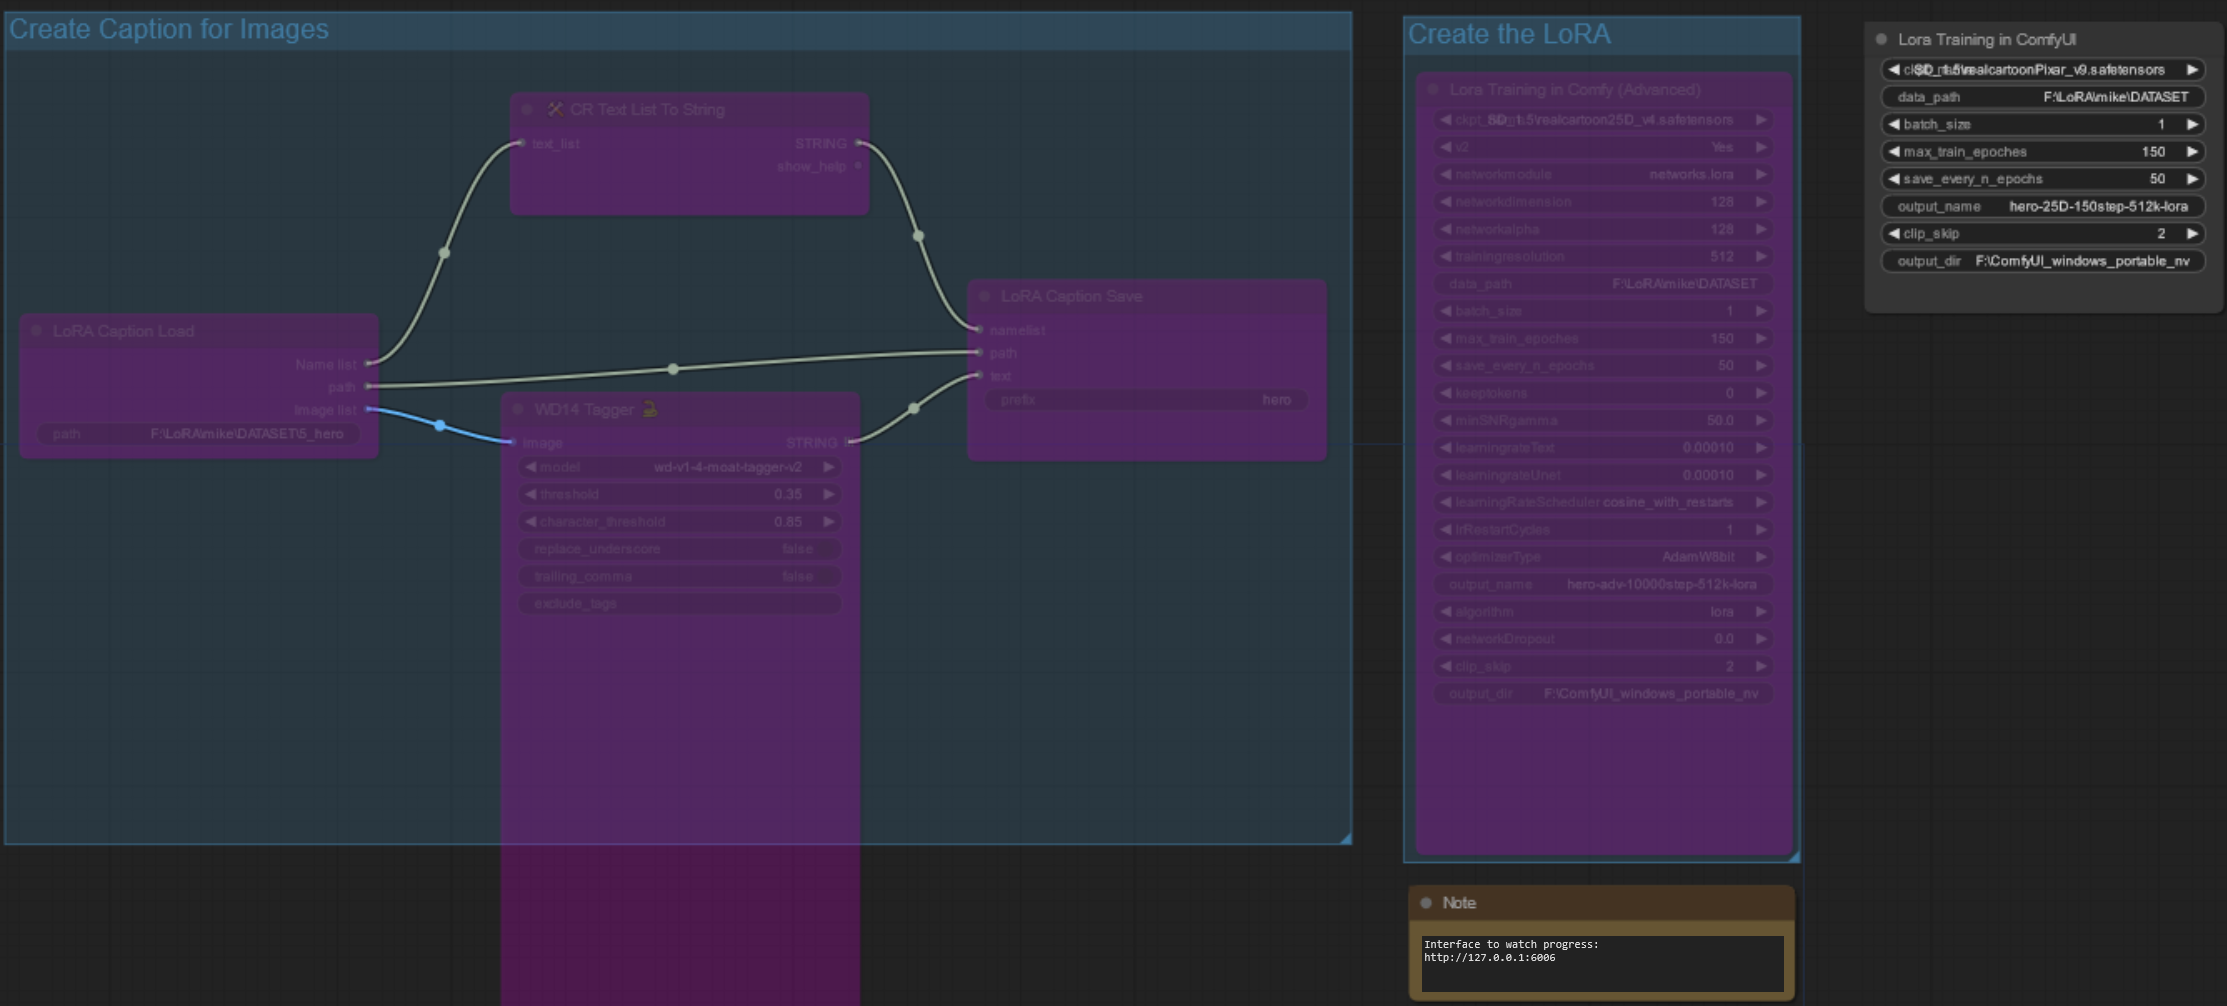 Create Caption for Images
CR Text List To String
text_list
STRING
show_help
LoRA Caption Load
Name list
path
Image list
path F:\LoRA\mike\DATASET\5_hero
WD14 Tagger
image
STRING
model wd-v1-4-moat-tagger-v2
threshold 0.35
character_threshold 0.85
replace_underscore false
trailing_comma false
exclude_tags
LoRA Caption Save
namelist
path
text
prefix hero
Create the LoRA
Lora Training in Comfy (Advanced)
SD_1.5\realcartoon25D_v4.safetensors
v2 Yes
networkmodule networks.lora
networkdimension 128
networkalpha 128
trainingresolution 512
data_path F:\LoRA\mike\DATASET
batch_size 1
max_train_epoches 150
save_every_n_epochs 50
keeptokens 0
minSNRgamma 50.0
learningrateText 0.00010
learningrateUnet 0.00010
learningRateScheduler cosine_with_restarts
lrRestartCycles 1
optimizerType AdamW8bit
output_name hero-adv-10000step-512k-lora
algorithm lora
networkDropout 0.0
clip_skip 2
output_dir F:\ComfyUI_windows_portable_nv
Note
Interface to watch progress:
http://127.0.0.1:6006
Lora Training in ComfyUI
SD_1.5\realcartoonPixar_v9.safetensors
data_path F:\LoRA\mike\DATASET
batch_size 1
max_train_epoches 150
save_every_n_epochs 50
output_name hero-25D-150step-512k-lora
clip_skip 2
output_dir F:\ComfyUI_windows_portable_nv